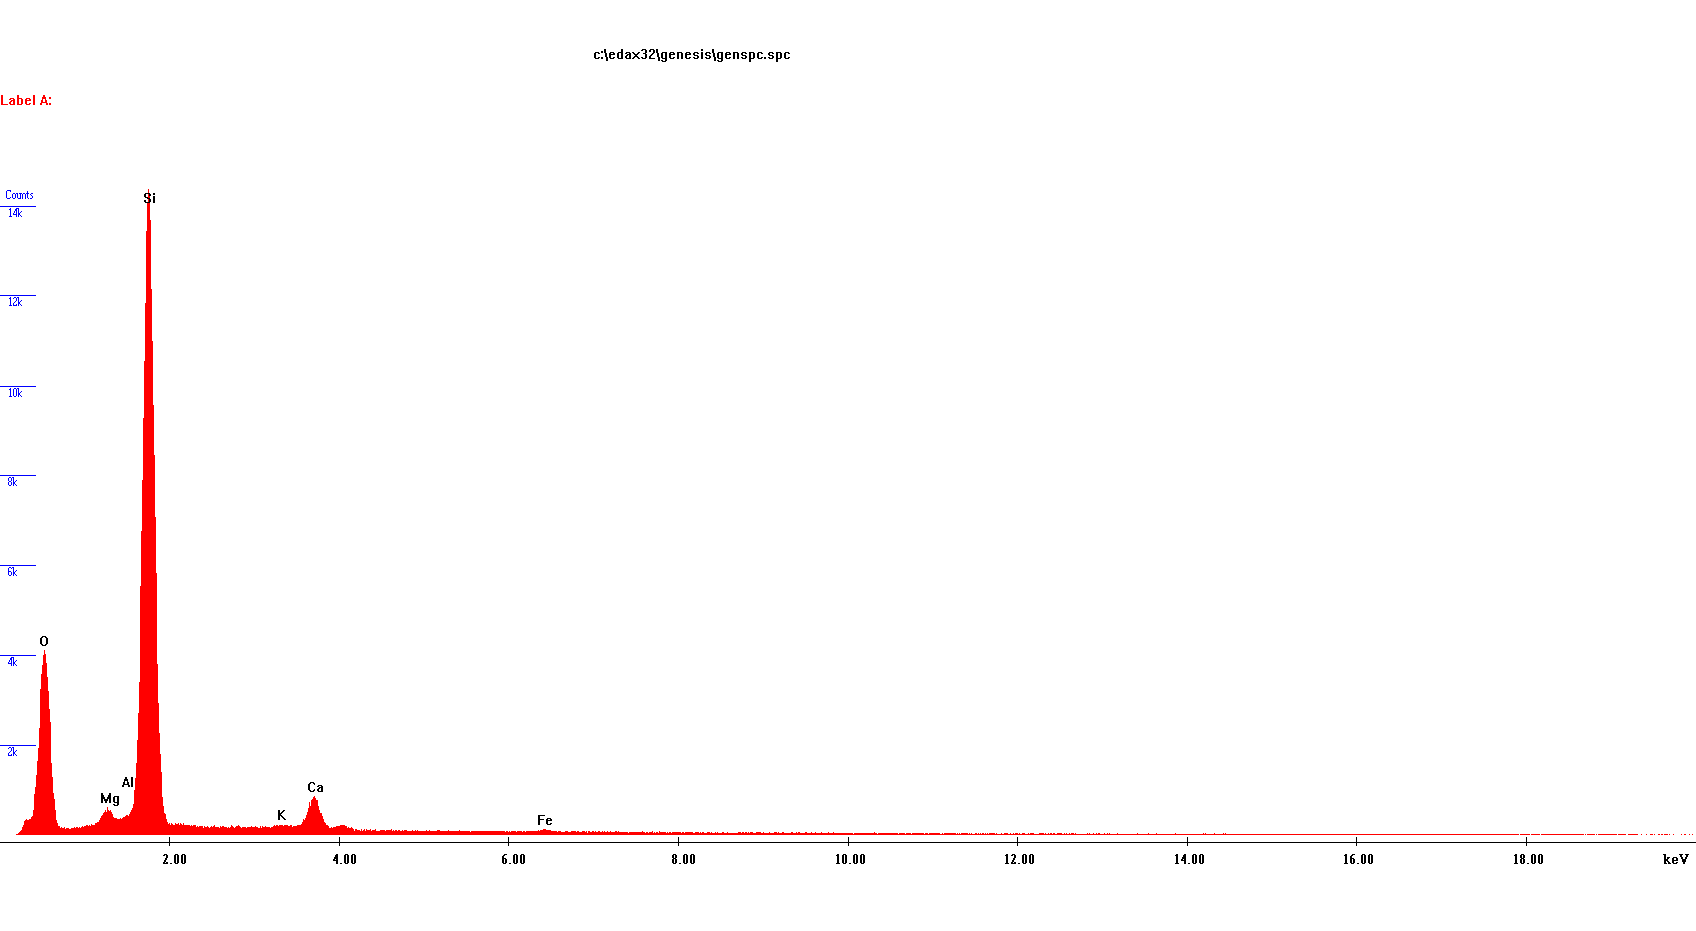 c:\edax32\genesis\genspc.spc
Label A:
Counts
14k
12k
10k
8k
6k
4k
2k
Si
O
Al
Mg
K
Ca
Fe
2.00 4.00 6.00 8.00 10.00 12.00 14.00 16.00 18.00 keV